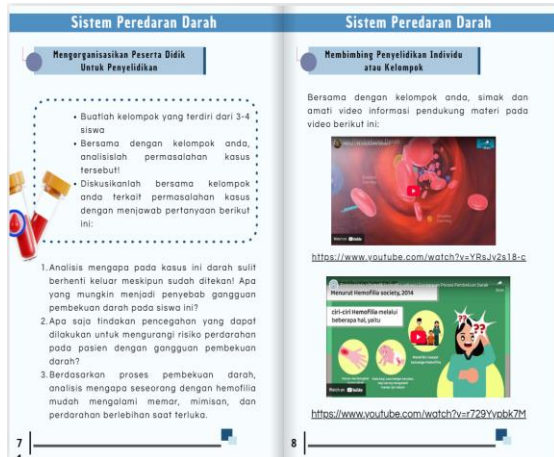 Sistem Peredaran Darah
Mengorganisasikan Peserta Didik
Untuk Penyelidikan
• Buatlah kelompok yang terdiri dari 3-4
siswa
• Bersama dengan kelompok anda,
analisislah permasalahan kasus
tersebut!
• Diskusikanlah bersama kelompok
anda terkait permasalahan kasus
dengan menjawab pertanyaan berikut
ini:
1. Analisis mengapa pada kasus ini darah sulit
berhenti keluar meskipun sudah ditekan! Apa
yang mungkin menjadi penyebab gangguan
pembekuan darah pada siswa ini?
2. Apa saja tindakan pencegahan yang dapat
dilakukan untuk mengurangi risiko perdarahan
pada pasien dengan gangguan pembekuan
darah?
3. Berdasarkan proses pembekuan darah,
analisis mengapa seseorang dengan hemofilia
mudah mengalami memar, mimisan, dan
perdarahan berlebihan saat terluka.
7
Sistem Peredaran Darah
Membimbing Penyelidikan Individu
atau Kelompok
Bersama dengan kelompok anda, simak dan
amati video informasi pendukung materi pada
video berikut ini:
https://www.youtube.com/watch?v=YRsJy2s18-c
Menurut Hemofilia society, 2014
ciri-ciri Hemofilia melalui
beberapa hal, yaitu
??
??
https://www.youtube.com/watch?v=r729Yypbk7M
8